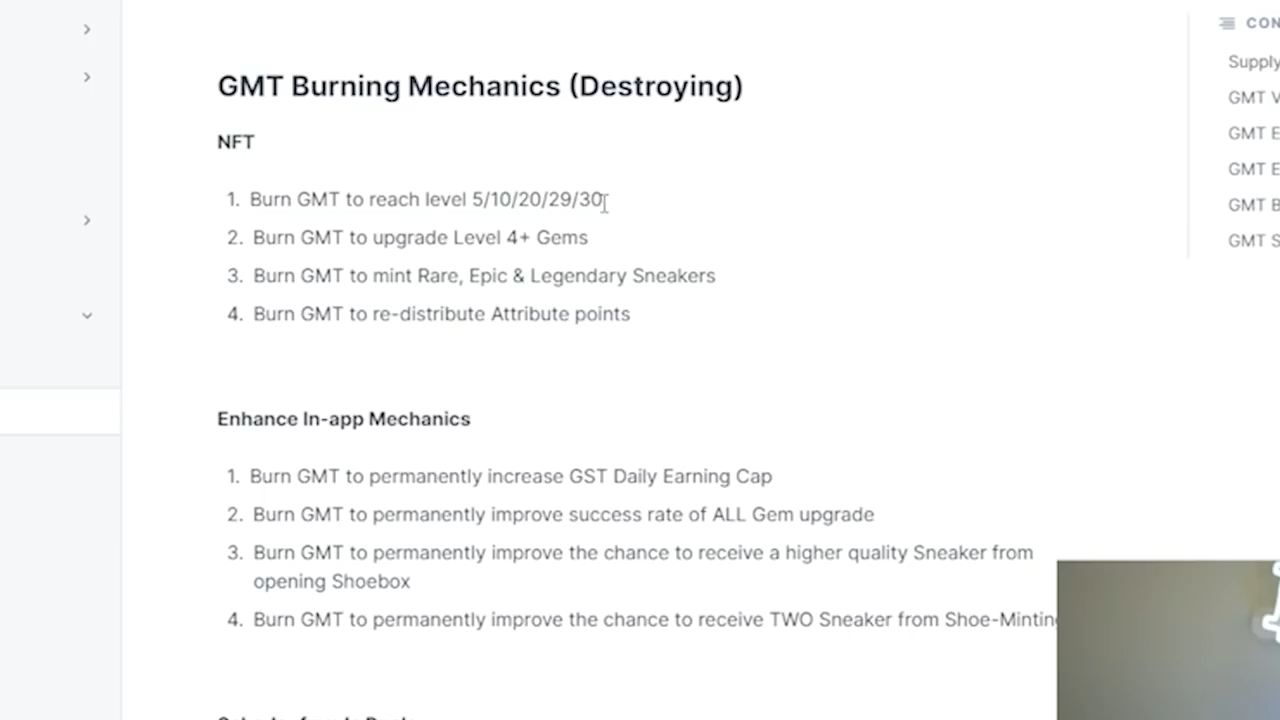 GMT Burning Mechanics (Destroying)
NFT
1. Burn GMT to reach level 5/10/20/29/30
2. Burn GMT to upgrade Level 4+ Gems
3. Burn GMT to mint Rare, Epic & Legendary Sneakers
4. Burn GMT to re-distribute Attribute points
Enhance In-app Mechanics
1. Burn GMT to permanently increase GST Daily Earning Cap
2. Burn GMT to permanently improve success rate of ALL Gem upgrade
3. Burn GMT to permanently improve the chance to receive a higher quality Sneaker from
opening Shoebox
4. Burn GMT to permanently improve the chance to receive TWO Sneaker from Shoe-Mintin
CON
Supply
GMT V
GMT E
GMT E
GMT B
GMT S